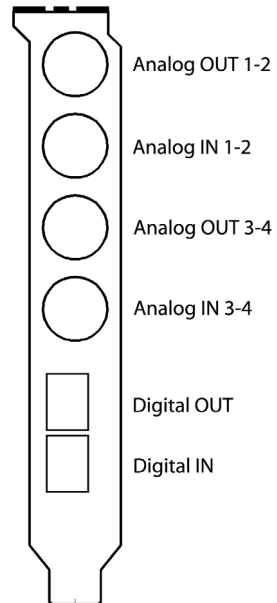 Analog OUT 1-2
Analog IN 1-2
Analog OUT 3-4
Analog IN 3-4
Digital OUT
Digital IN